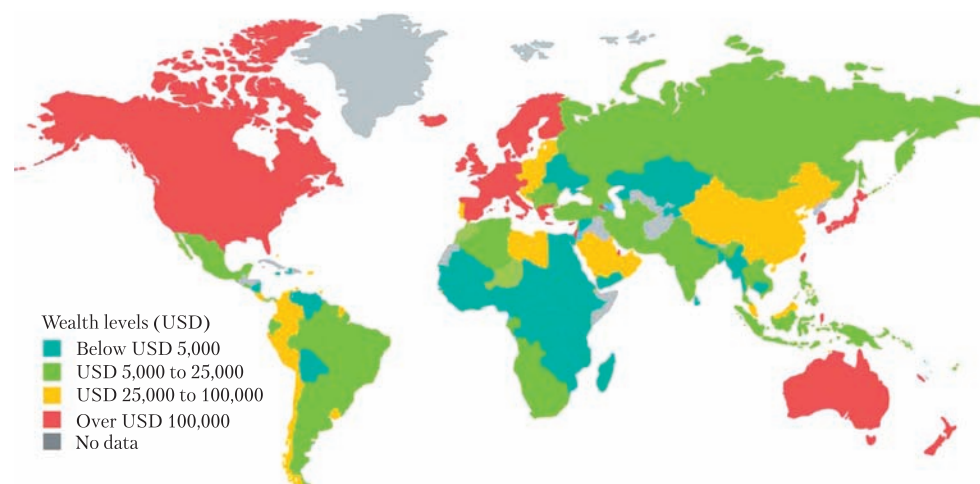 Wealth levels (USD)
Below USD 5,000
USD 5,000 to 25,000
USD 25,000 to 100,000
Over USD 100,000
No data